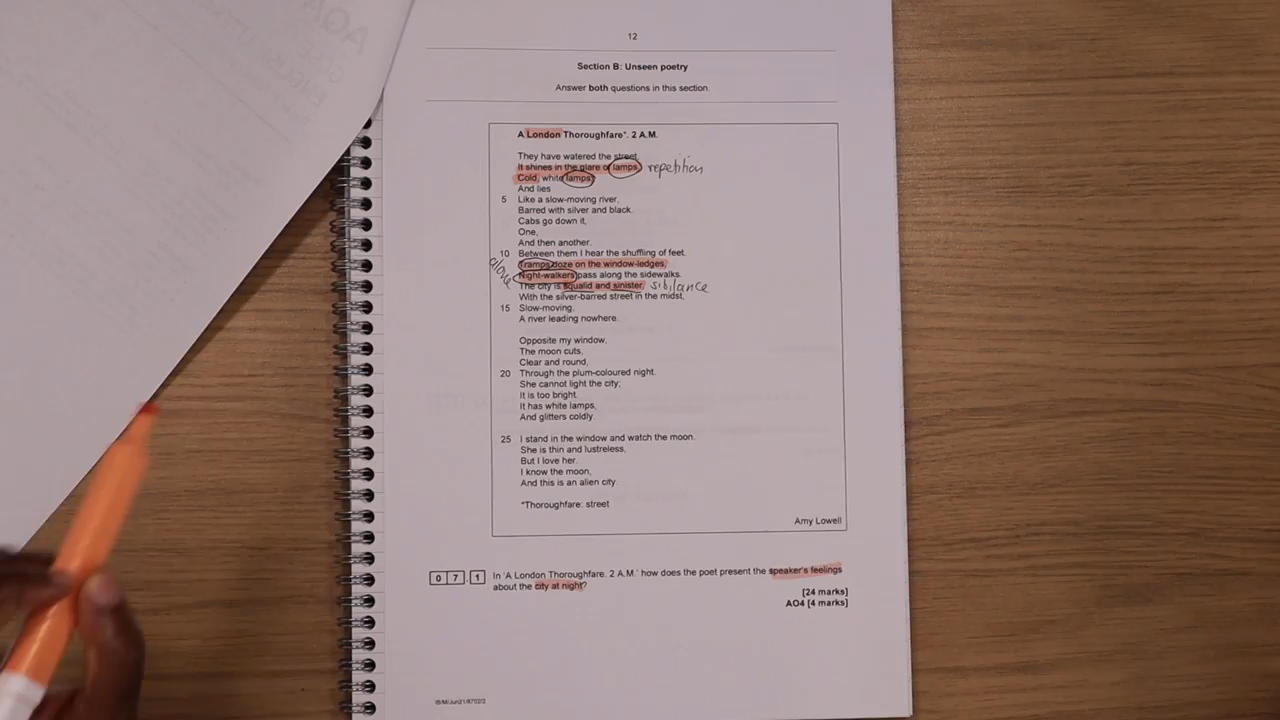 12
Section B: Unseen poetry
Answer both questions in this section.
A London Thoroughfare*. 2 A.M.
They have watered the street,
It shines in the glare of lamps, repetition
Cold, white lamps,
And lies
5 Like a slow-moving river,
Barred with silver and black.
Cabs go down it,
One,
And then another.
10 Between them I hear the shuffling of feet.
Tramps doze on the window-ledges,
alone
Night-walkers pass along the sidewalks.
The city is squalid and sinister, sibilance
With the silver-barred street in the midst,
15 Slow-moving,
A river leading nowhere.
Opposite my window,
The moon cuts,
Clear and round,
20 Through the plum-coloured night.
She cannot light the city;
It is too bright.
It has white lamps,
And glitters coldly.
25 I stand in the window and watch the moon.
She is thin and lustreless,
But I love her.
I know the moon,
And this is an alien city.
*Thoroughfare: street
Amy Lowell
0 7 . 1 In 'A London Thoroughfare. 2 A.M.' how does the poet present the speaker's feelings
about the city at night?
[24 marks]
AO4 [4 marks]
IB/M/Jun21/8702/2